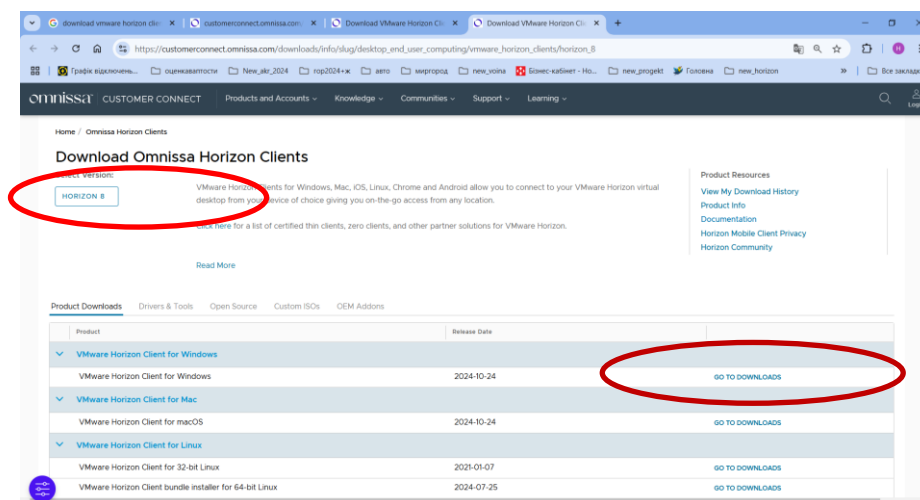 download vmware horizon clien
customerconnect.omnissa.com
Download VMware Horizon Cli
Download VMware Horizon Cli
https://customerconnect.omnissa.com/downloads/info/slug/desktop_end_user_computing/vmware_horizon_clients/horizon_8
H
Графік відключень...
оценкаваптости
New_akr_2024
гор2024+ж
авто
миргород
new_voina
Бізнес-кабінет - Но...
new_progekt
Головна
new_horizon
»
Все заклад
omnissa CUSTOMER CONNECT
Products and Accounts
Knowledge
Communities
Support
Learning
Home / Omnissa Horizon Clients
Download Omnissa Horizon Clients
Select Version:
HORIZON 8
VMware Horizon Clients for Windows, Mac, iOS, Linux, Chrome and Android allow you to connect to your VMware Horizon virtual
desktop from your device of choice giving you on-the-go access from any location.
Click here for a list of certified thin clients, zero clients, and other partner solutions for VMware Horizon.
Read More
Product Resources
View My Download History
Product Info
Documentation
Horizon Mobile Client Privacy
Horizon Community
Product Downloads
Drivers & Tools
Open Source
Custom ISOs
OEM Addons
Product
Release Date
VMware Horizon Client for Windows
VMware Horizon Client for Windows 2024-10-24 GO TO DOWNLOADS
VMware Horizon Client for Mac
VMware Horizon Client for macOS 2024-10-24 GO TO DOWNLOADS
VMware Horizon Client for Linux
VMware Horizon Client for 32-bit Linux 2021-01-07 GO TO DOWNLOADS
VMware Horizon Client bundle installer for 64-bit Linux 2024-07-25 GO TO DOWNLOADS